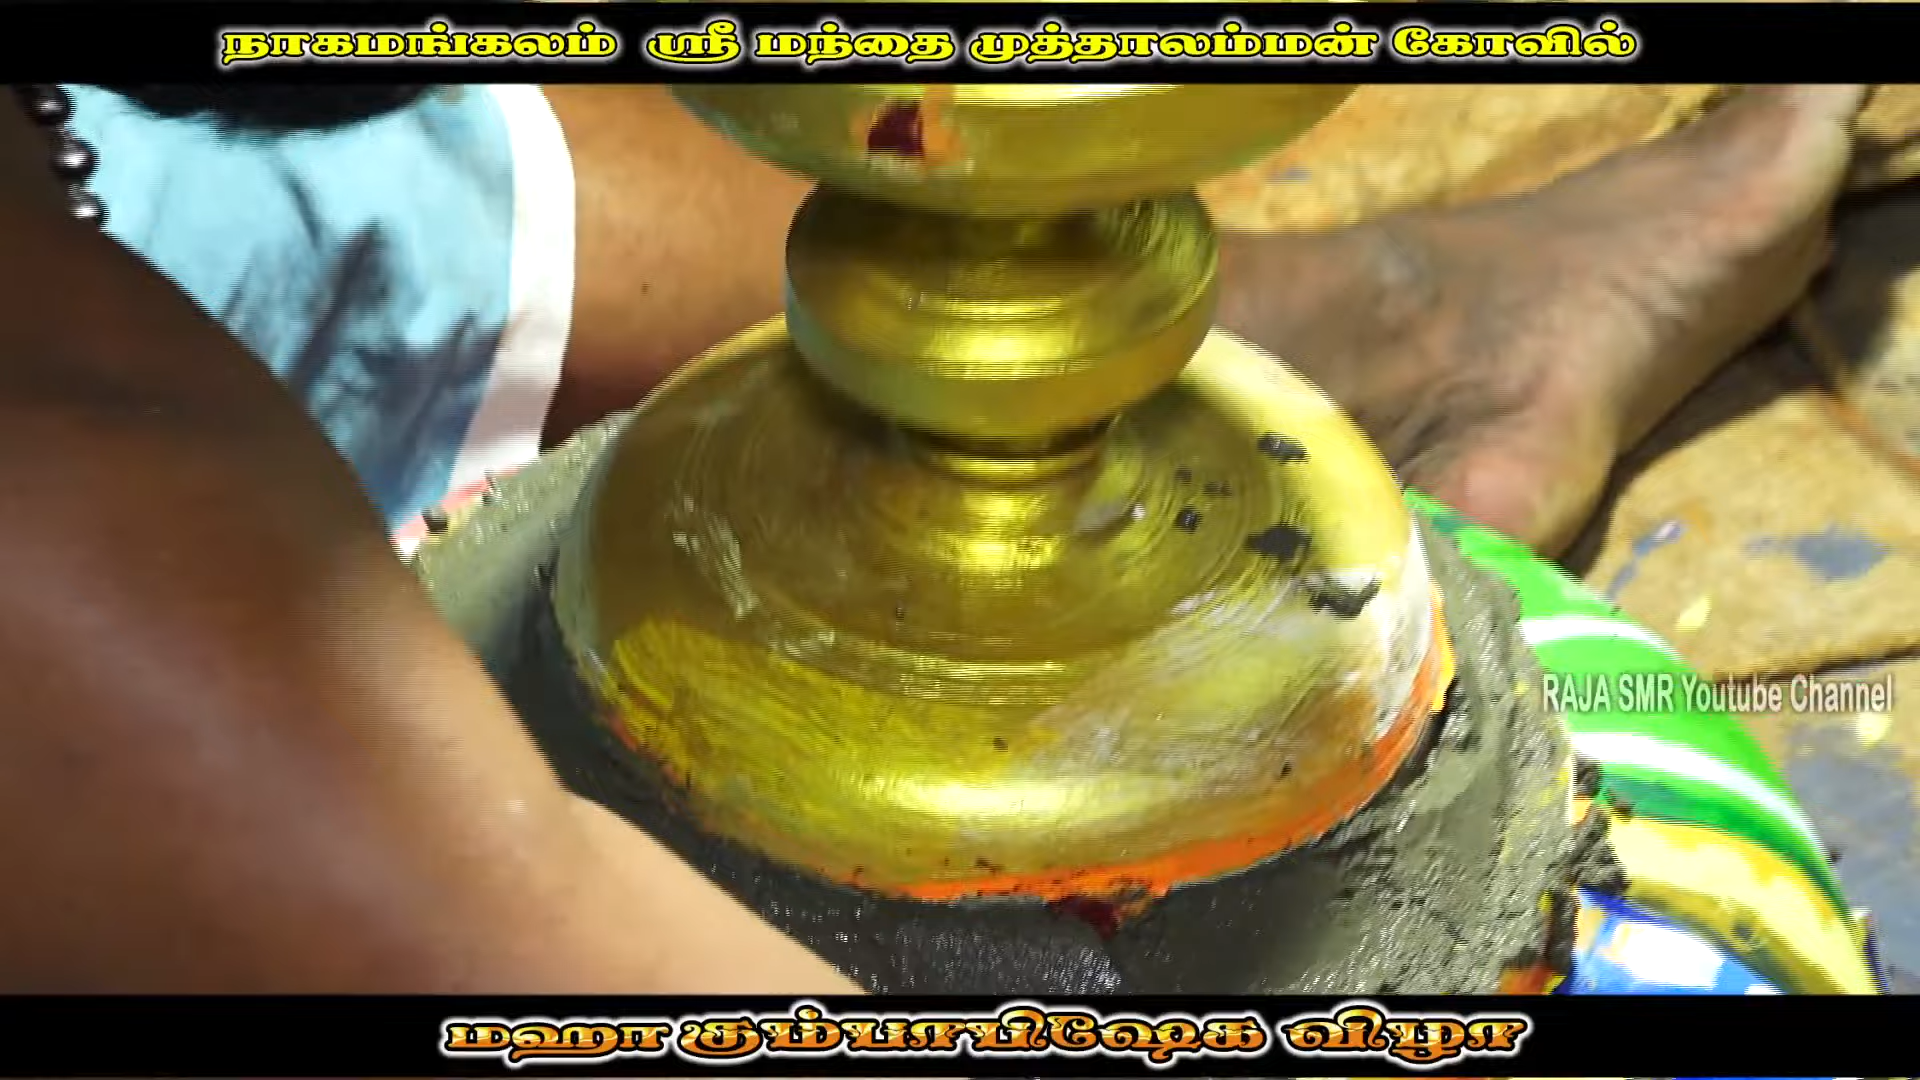 நாகமங்கலம் ஸ்ரீ மந்தை முத்தாலம்மன் கோவில்
RAJA SMR Youtube Channel
மஹா கும்பாபிஷேக விழா